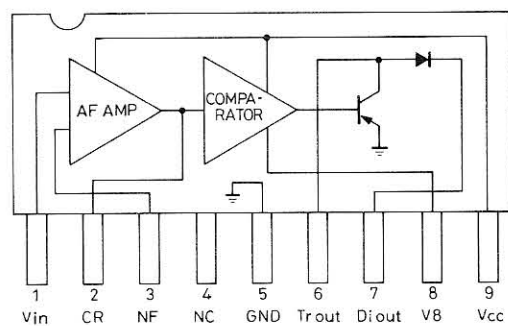 AF AMP
COMPA-
RATOR
1 2 3 4 5 6 7 8 9
Vin CR NF NC GND Trout Diout V8 Vcc